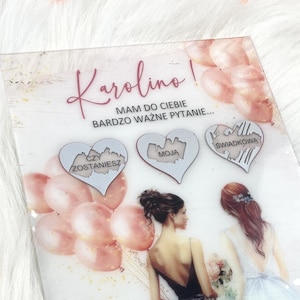 Karolino!
MAM DO CIEBIE
BARDZO WAŻNE PYTANIE...
CZY
ZOSTANIESZ
MOJĄ
ŚWIADKOWĄ